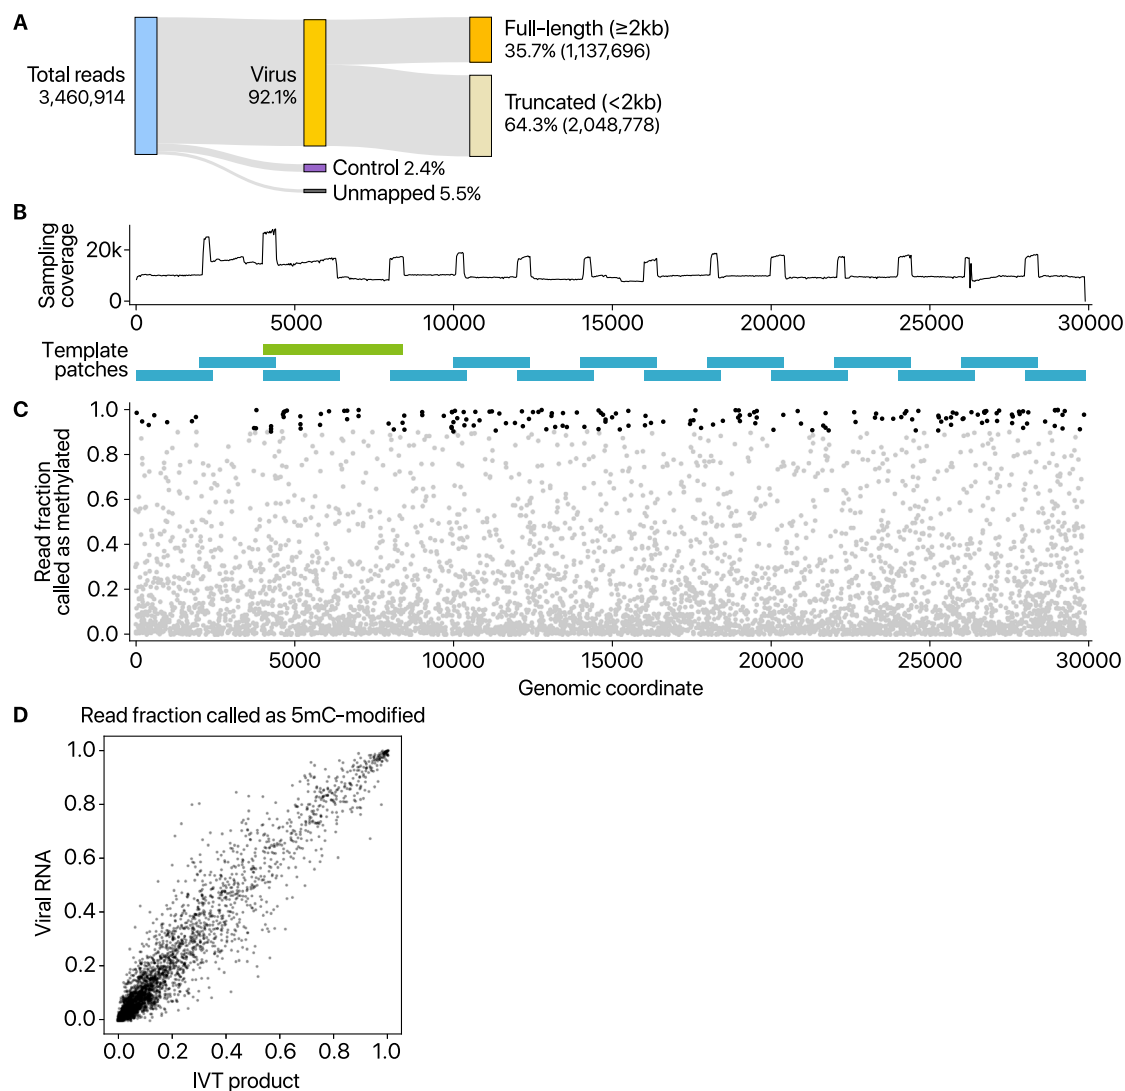 A
Total reads
3,460,914
Virus
92.1%
Full-length (≥2kb)
35.7% (1,137,696)
Truncated (<2kb)
64.3% (2,048,778)
Control 2.4%
Unmapped 5.5%
B
Sampling
coverage
20k
0
0 5000 10000 15000 20000 25000 30000
Template
patches
C
Read fraction
called as methylated
1.0
0.8
0.6
0.4
0.2
0.0
0 5000 10000 15000 20000 25000 30000
Genomic coordinate
D Read fraction called as 5mC-modified
Viral RNA
1.0
0.8
0.6
0.4
0.2
0.0
0.0 0.2 0.4 0.6 0.8 1.0
IVT product